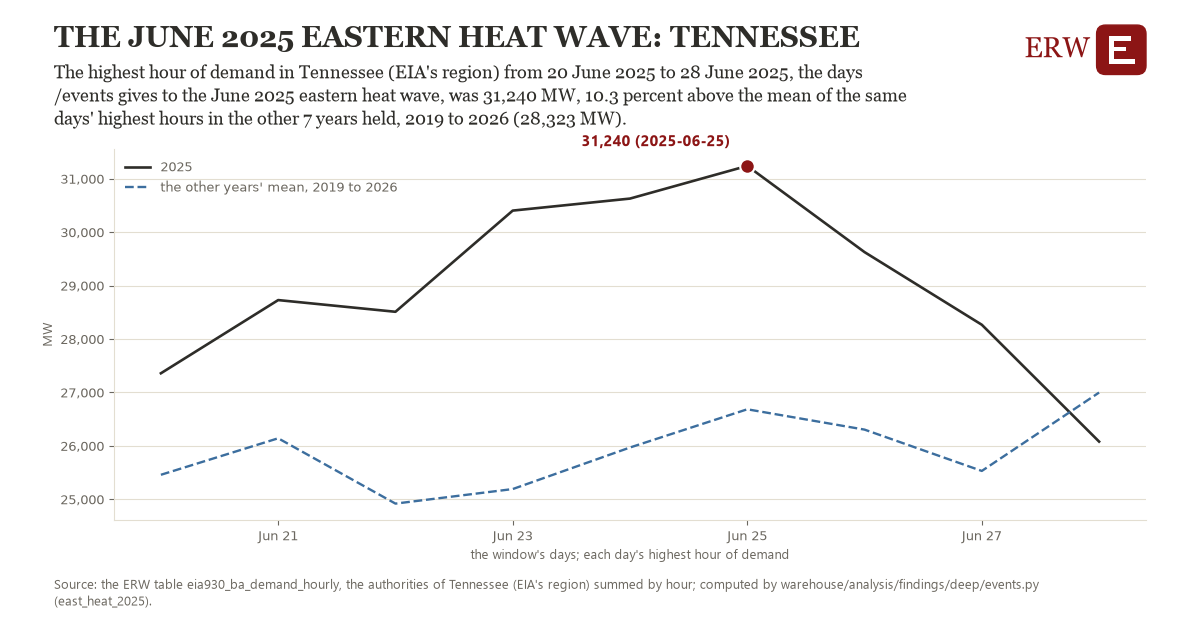 THE JUNE 2025 EASTERN HEAT WAVE: TENNESSEE
ERW E
The highest hour of demand in Tennessee (EIA's region) from 20 June 2025 to 28 June 2025, the days
/events gives to the June 2025 eastern heat wave, was 31,240 MW, 10.3 percent above the mean of the same
days' highest hours in the other 7 years held, 2019 to 2026 (28,323 MW).
31,240 (2025-06-25)
2025
the other years' mean, 2019 to 2026
31,000
30,000
29,000
28,000
27,000
26,000
25,000
MW
Jun 21
Jun 23
Jun 25
Jun 27
the window's days; each day's highest hour of demand
Source: the ERW table eia930_ba_demand_hourly, the authorities of Tennessee (EIA's region) summed by hour; computed by warehouse/analysis/findings/deep/events.py
(east_heat_2025).